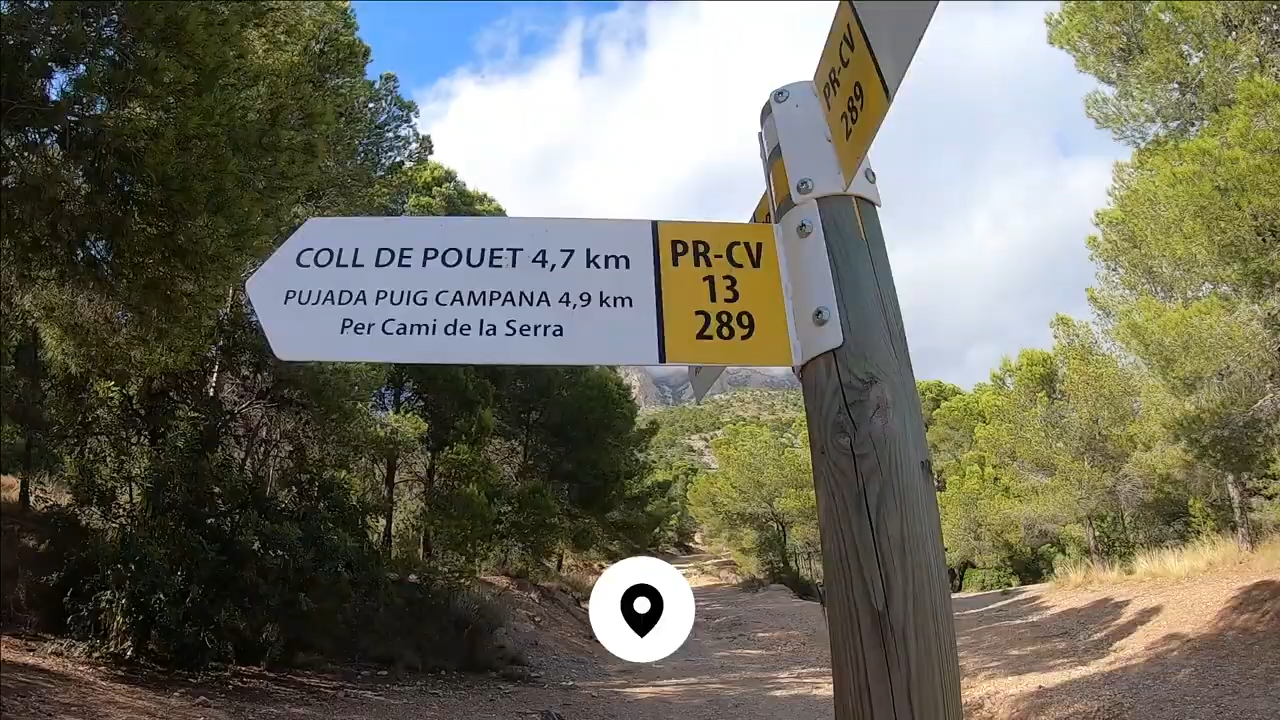 COLL DE POUET 4,7 km
PUJADA PUIG CAMPANA 4,9 km
Per Cami de la Serra
PR-CV
13
289
PR-CV
289